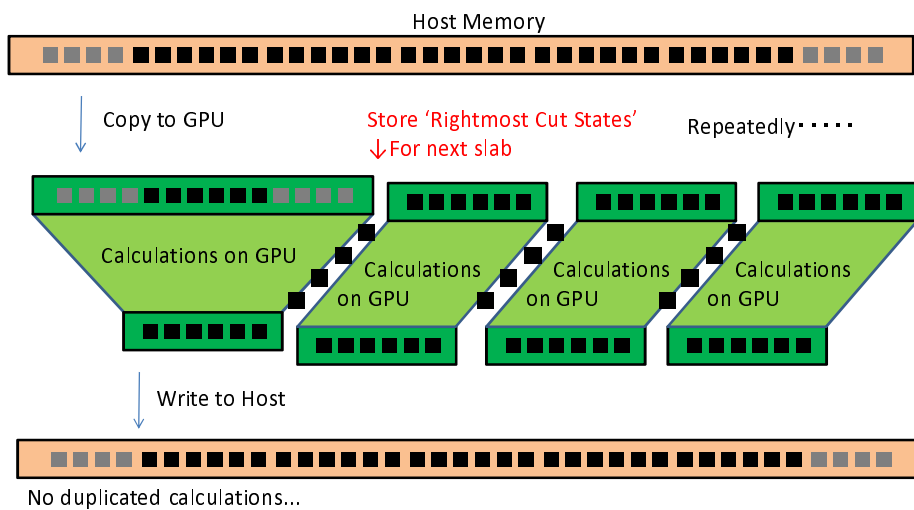 Host Memory
Copy to GPU
Store ‘Rightmost Cut States’
↓For next slab
Repeatedly・・・・・
Calculations on GPU
Calculations
on GPU
Calculations
on GPU
Calculations
on GPU
Write to Host
No duplicated calculations...